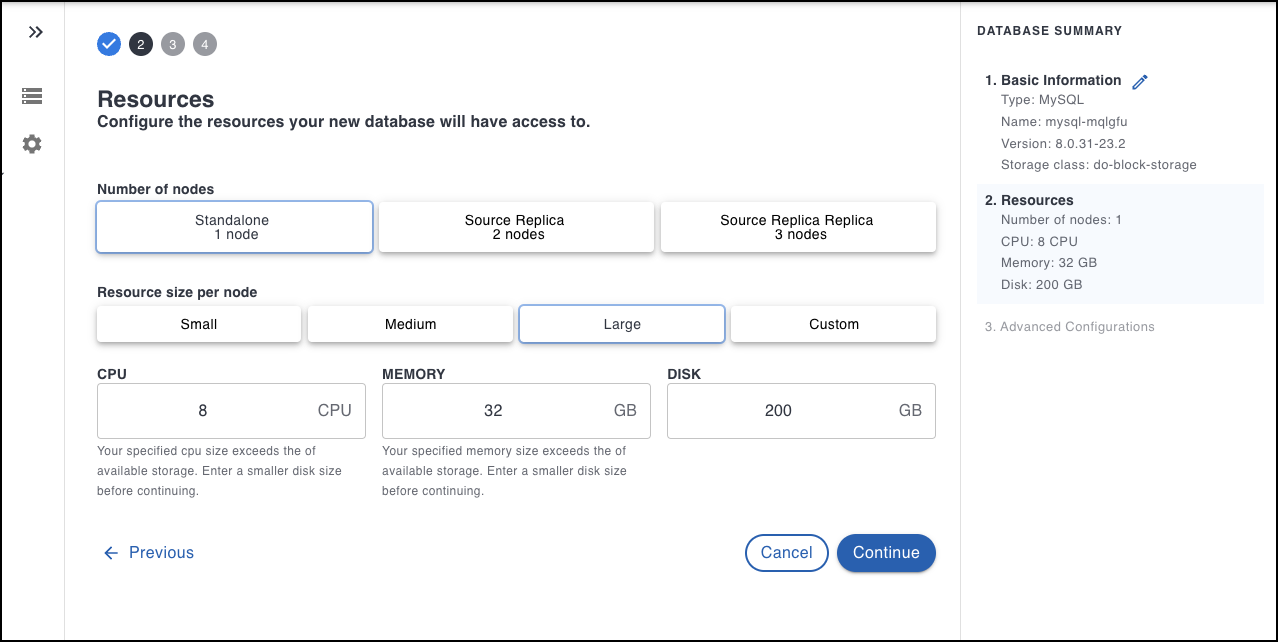 2
3
4
Resources
Configure the resources your new database will have access to.
Number of nodes
Standalone
1 node
Source Replica
2 nodes
Source Replica Replica
3 nodes
Resource size per node
Small
Medium
Large
Custom
CPU
8 CPU
Your specified cpu size exceeds the of
available storage. Enter a smaller disk size
before continuing.
MEMORY
32 GB
Your specified memory size exceeds the of
available storage. Enter a smaller disk size
before continuing.
DISK
200 GB
Previous
Cancel
Continue
DATABASE SUMMARY
1. Basic Information
Type: MySQL
Name: mysql-mqlgfu
Version: 8.0.31-23.2
Storage class: do-block-storage
2. Resources
Number of nodes: 1
CPU: 8 CPU
Memory: 32 GB
Disk: 200 GB
3. Advanced Configurations